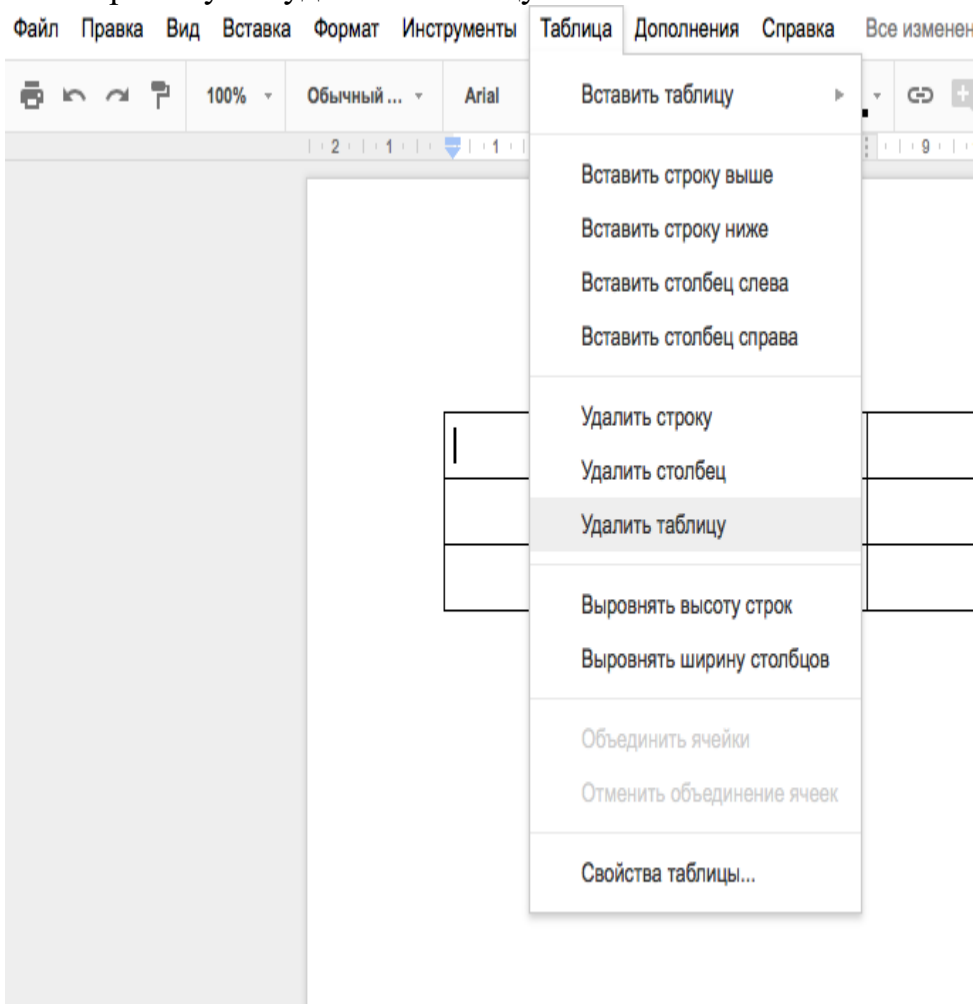 Файл Правка Вид Вставка Формат Инструменты Таблица Дополнения Справка Все изменен
100% Обычный ... Arial
2 1 1 9
Вставить таблицу
Вставить строку выше
Вставить строку ниже
Вставить столбец слева
Вставить столбец справа
Удалить строку
Удалить столбец
Удалить таблицу
Выровнять высоту строк
Выровнять ширину столбцов
Объединить ячейки
Отменить объединение ячеек
Свойства таблицы...